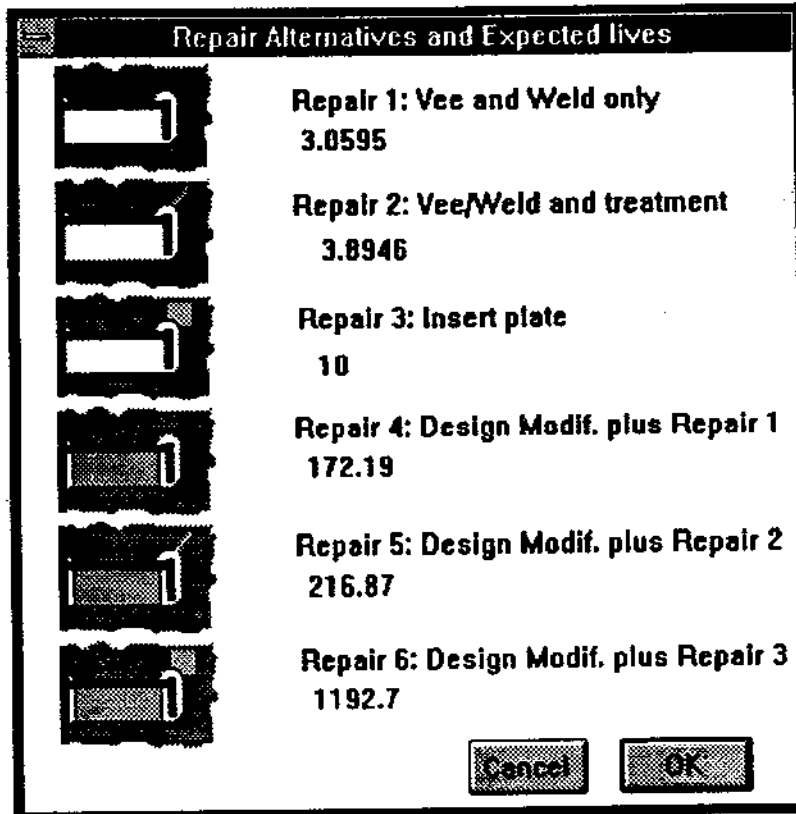 Repair Alternatives and Expected lives
Repair 1: Vee and Weld only
3.0595
Repair 2: Vee/Weld and treatment
3.8946
Repair 3: Insert plate
10
Repair 4: Design Modif. plus Repair 1
172.19
Repair 5: Design Modif. plus Repair 2
216.87
Repair 6: Design Modif. plus Repair 3
1192.7
Cancel
OK